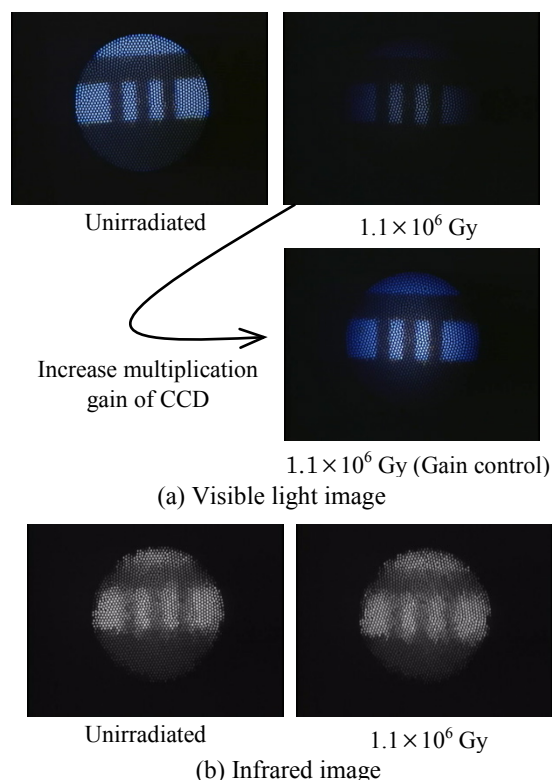 Unirradiated
1.1×10⁶ Gy
Increase multiplication
gain of CCD
1.1×10⁶ Gy (Gain control)
(a) Visible light image
Unirradiated
1.1×10⁶ Gy
(b) Infrared image